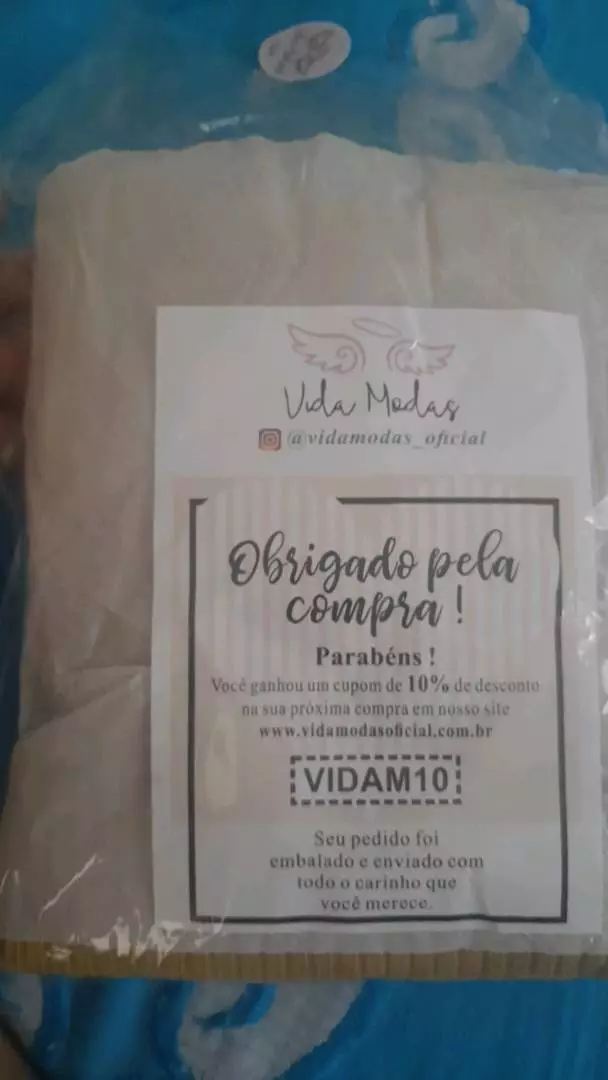 Vida Modas
@vidamodas_oficial
Obrigado pela
compra !
Parabéns !
Você ganhou um cupom de 10% de desconto
na sua próxima compra em nosso site
www.vidamodasoficial.com.br
VIDAM10
Seu pedido foi
embalado e enviado com
todo o carinho que
você merece.